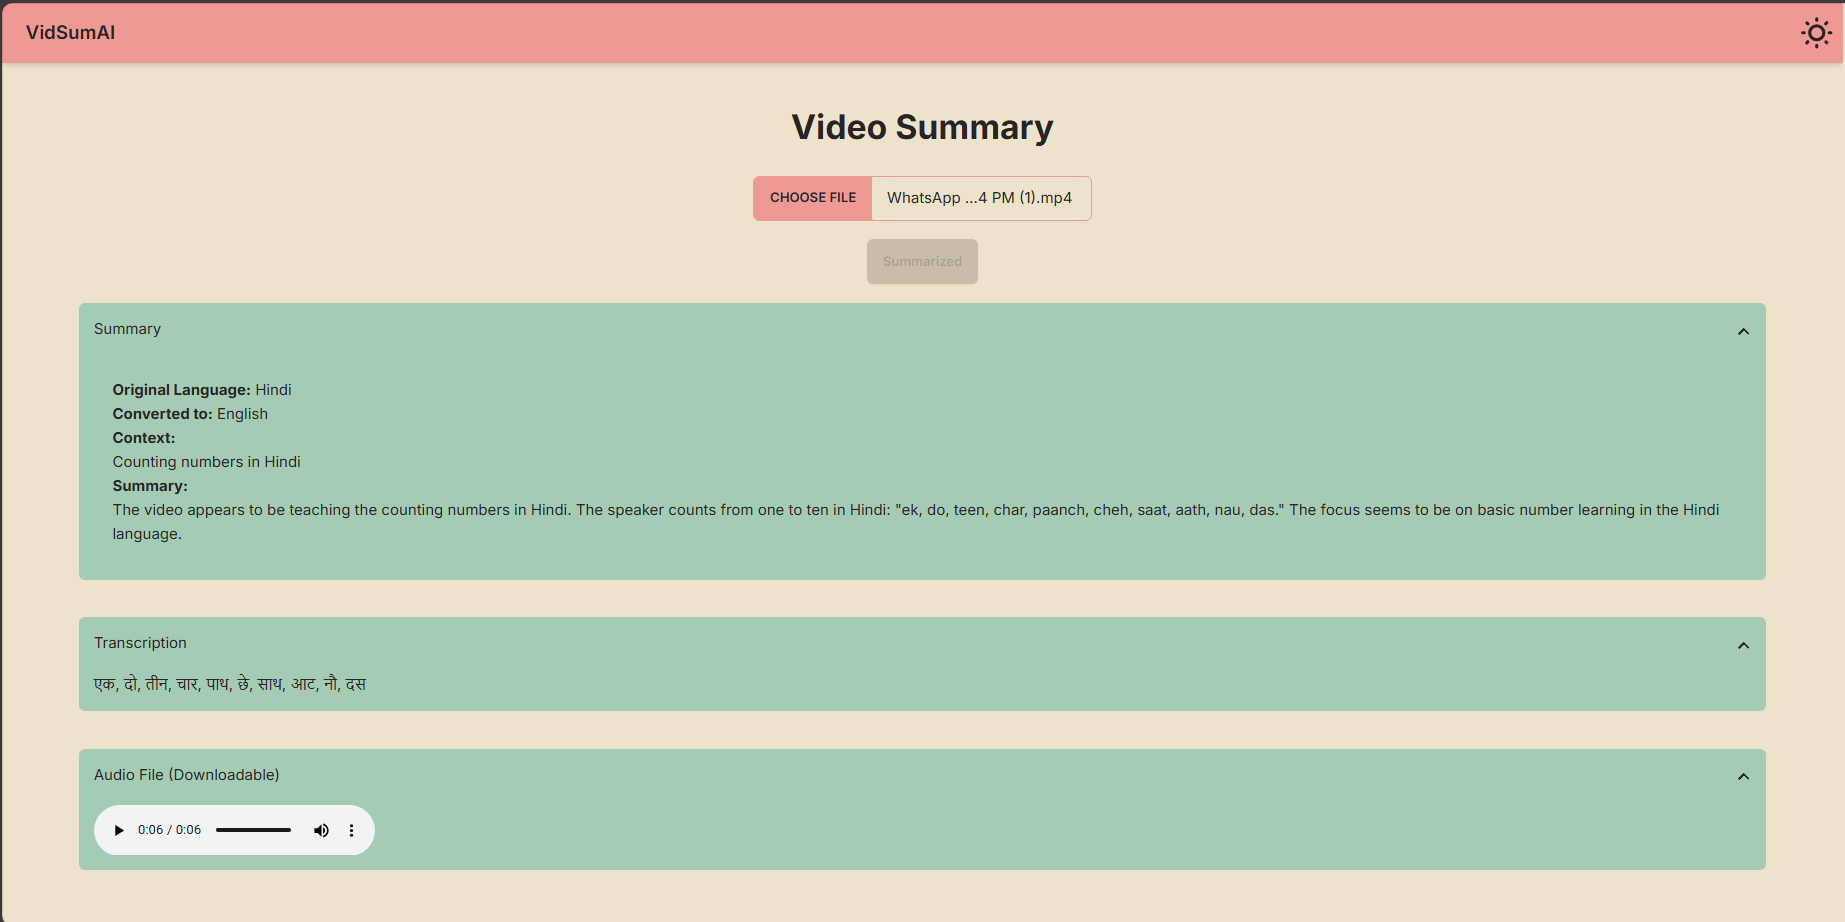 VidSumAI
Video Summary
CHOOSE FILE WhatsApp ...4 PM (1).mp4
Summarized
Summary
Original Language: Hindi
Converted to: English
Context:
Counting numbers in Hindi
Summary:
The video appears to be teaching the counting numbers in Hindi. The speaker counts from one to ten in Hindi: "ek, do, teen, char, paanch, cheh, saat, aath, nau, das." The focus seems to be on basic number learning in the Hindi
language.
Transcription
एक, दो, तीन, चार, पाथ, छे, साथ, आट, नौ, दस
Audio File (Downloadable)
0:06 / 0:06